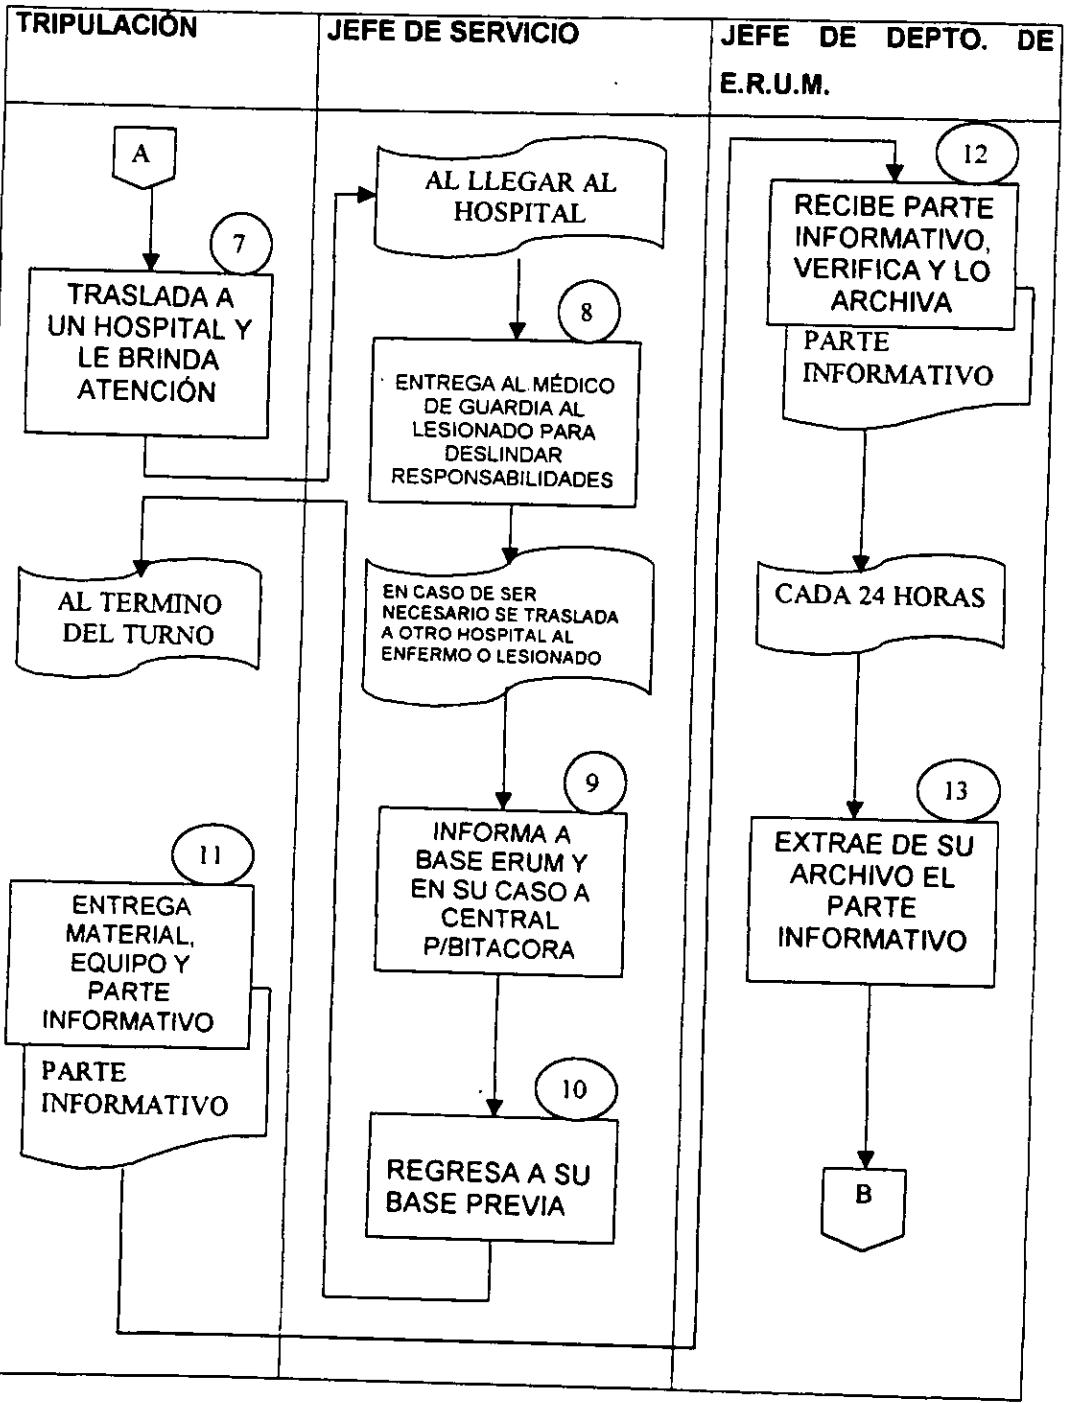 TRIPULACIÓN
JEFE DE SERVICIO
JEFE DE DEPTO. DE
E.R.U.M.
A
7
TRASLADA A
UN HOSPITAL Y
LE BRINDA
ATENCIÓN
AL TERMINO
DEL TURNO
11
ENTREGA
MATERIAL,
EQUIPO Y
PARTE
INFORMATIVO
PARTE
INFORMATIVO
AL LLEGAR AL
HOSPITAL
8
ENTREGA AL MÉDICO
DE GUARDIA AL
LESIONADO PARA
DESLINDAR
RESPONSABILIDADES
EN CASO DE SER
NECESARIO SE TRASLADA
A OTRO HOSPITAL AL
ENFERMO O LESIONADO
9
INFORMA A
BASE ERUM Y
EN SU CASO A
CENTRAL
P/BITACORA
10
REGRESA A SU
BASE PREVIA
12
RECIBE PARTE
INFORMATIVO,
VERIFICA Y LO
ARCHIVA
PARTE
INFORMATIVO
CADA 24 HORAS
13
EXTRAE DE SU
ARCHIVO EL
PARTE
INFORMATIVO
B